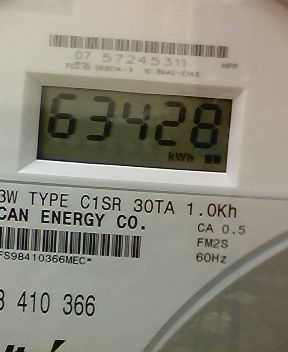 07 57245311
HPP
63428
kWh
3W TYPE C1SR 30TA 1.0Kh
CAN ENERGY CO.
CA 0.5
FM2S
60Hz
FS98410366MEC*
8 410 366